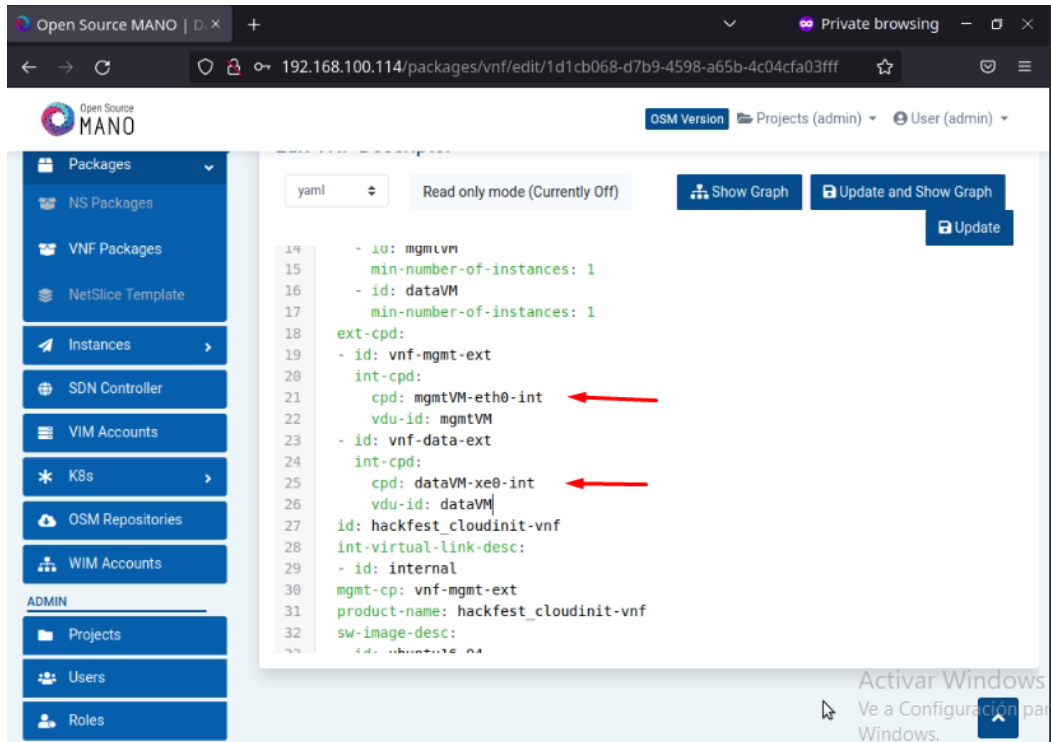 Open Source MANO | D
Private browsing
192.168.100.114/packages/vnf/edit/1d1cb068-d7b9-4598-a65b-4c04cfa03fff
Open Source
MANO
OSM Version
Projects (admin)
User (admin)
Packages
NS Packages
VNF Packages
NetSlice Template
Instances
SDN Controller
VIM Accounts
K8s
OSM Repositories
WIM Accounts
ADMIN
Projects
Users
Roles
yaml
Read only mode (Currently Off)
Show Graph
Update and Show Graph
Update
14 - id: mgmtVM
15 min-number-of-instances: 1
16 - id: dataVM
17 min-number-of-instances: 1
18 ext-cpd:
19 - id: vnf-mgmt-ext
20 int-cpd:
21 cpd: mgmtVM-eth0-int
22 vdu-id: mgmtVM
23 - id: vnf-data-ext
24 int-cpd:
25 cpd: dataVM-xe0-int
26 vdu-id: dataVM
27 id: hackfest_cloudinit-vnf
28 int-virtual-link-desc:
29 - id: internal
30 mgmt-cp: vnf-mgmt-ext
31 product-name: hackfest_cloudinit-vnf
32 sw-image-desc:
Activar Windows
Ve a Configuración par
Windows.